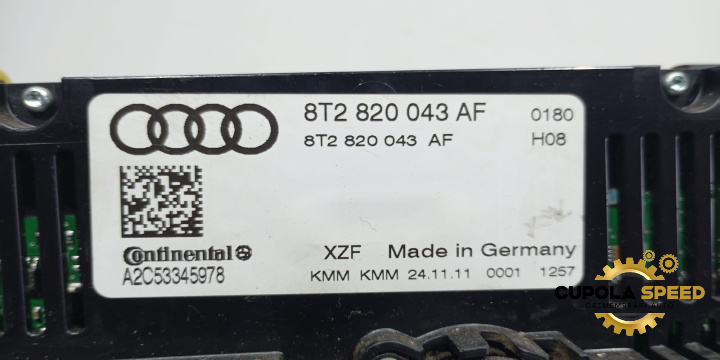 8T2 820 043 AF 0180
8T2 820 043 AF H08
Continental
A2C53345978
XZF Made in Germany
KMM KMM 24.11.11 0001 1257
CUPOLA SPEED